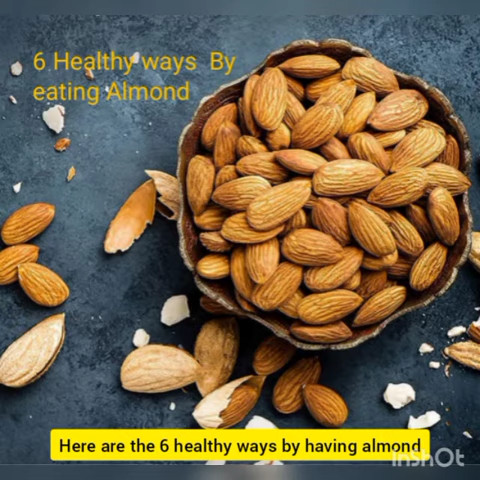 6 Healthy ways By
eating Almond
Here are the 6 healthy ways by having almond
InShOt